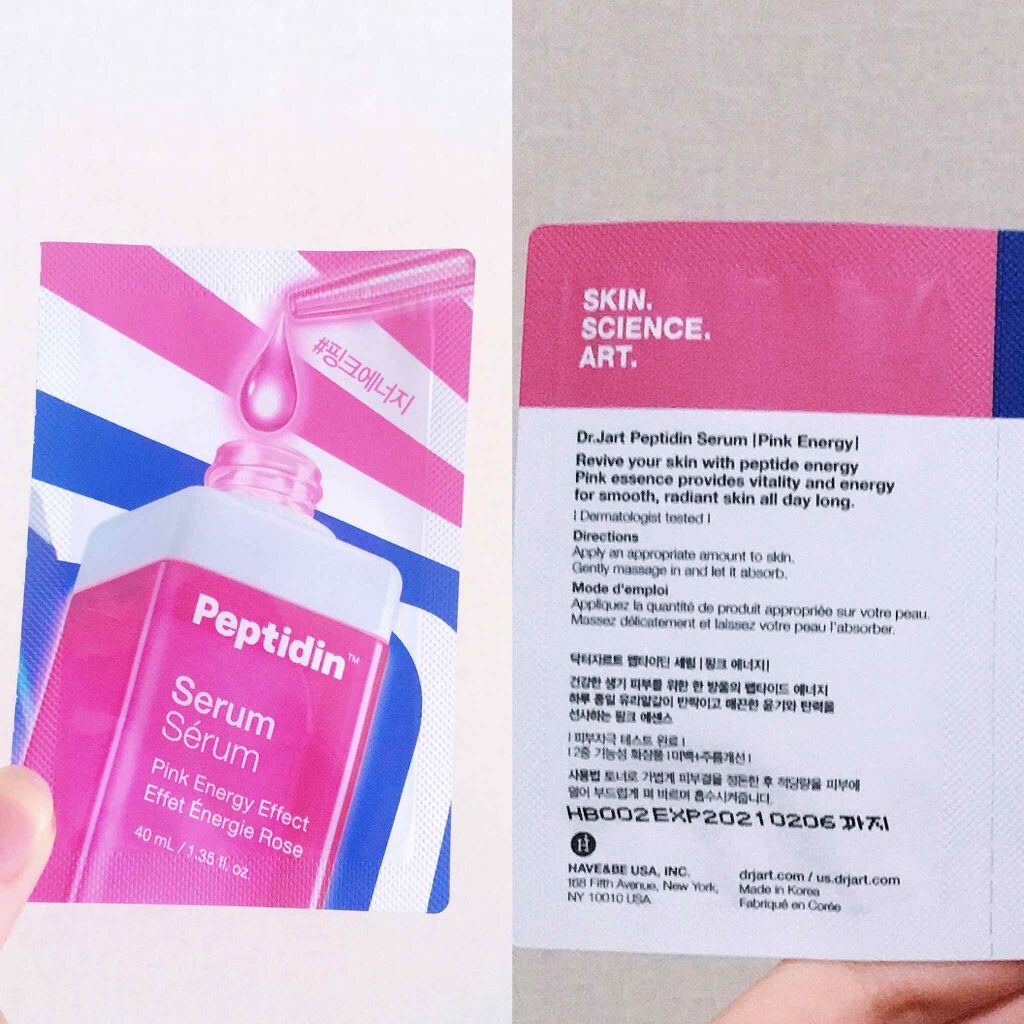 #핑크에너지
Peptidin™
Serum
Sérum
Pink Energy Effect
Effet Énergie Rose
40 mL / 1.35 fl. oz.
SKIN.
SCIENCE.
ART.
Dr.Jart Peptidin Serum |Pink Energy|
Revive your skin with peptide energy
Pink essence provides vitality and energy
for smooth, radiant skin all day long.
| Dermatologist tested |
Directions
Apply an appropriate amount to skin.
Gently massage in and let it absorb.
Mode d'emploi
Appliquez la quantité de produit appropriée sur votre peau.
Massez délicatement et laissez votre peau l'absorber.
닥터자르트 펩타이딘 세럼 | 핑크 에너지|
건강한 생기 피부를 위한 한 방울의 펩타이드 에너지
하루 종일 유리알같이 반짝이고 매끈한 윤기와 탄력을
선사하는 핑크 에센스
| 피부자극 테스트 완료 |
| 2중 기능성 화장품 | 미백+주름개선 |
사용법 토너로 가볍게 피부결을 정돈한 후 적당량을 피부에
덜어 부드럽게 펴 바르며 흡수시켜줍니다.
HB002 EXP20210206 까지
H
HAVE&BE USA, INC.
168 Fifth Avenue, New York,
NY 10010 USA
drjart.com / us.drjart.com
Made in Korea
Fabriqué en Corée